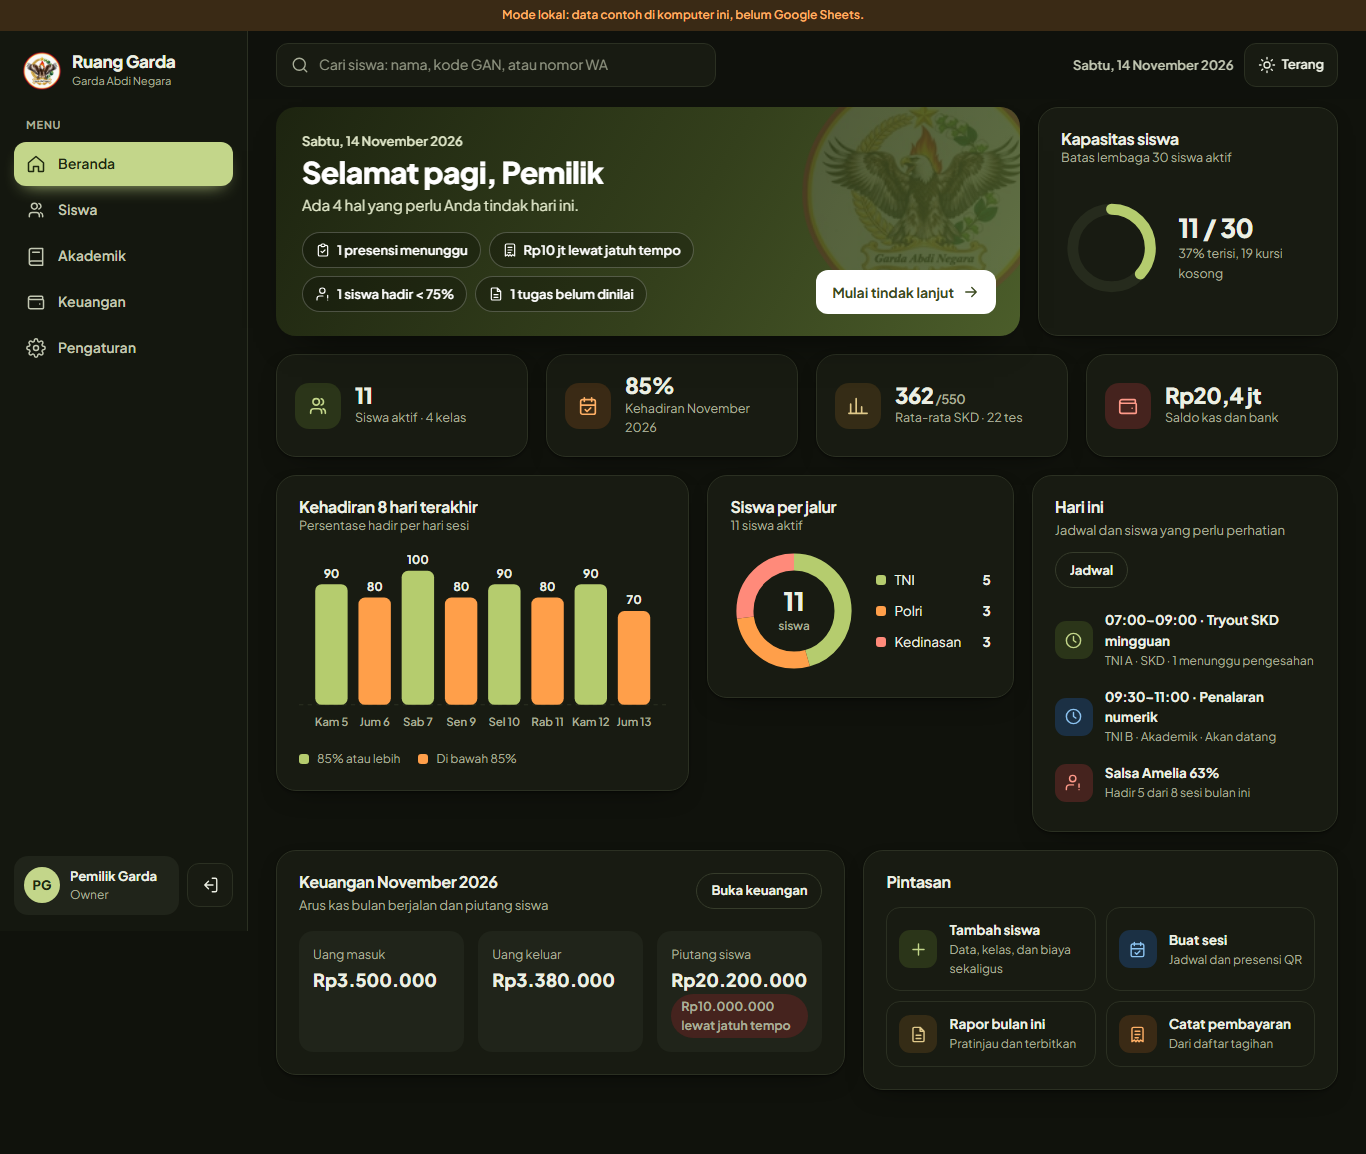 Mode lokal: data contoh di komputer ini, belum Google Sheets.
Ruang Garda
Garda Abdi Negara
Cari siswa: nama, kode GAN, atau nomor WA
Sabtu, 14 November 2026
Terang
MENU
Beranda
Siswa
Akademik
Keuangan
Pengaturan
PG
Pemilik Garda
Owner
Sabtu, 14 November 2026
Selamat pagi, Pemilik
Ada 4 hal yang perlu Anda tindak hari ini.
1 presensi menunggu
Rp10 jt lewat jatuh tempo
1 siswa hadir < 75%
1 tugas belum dinilai
Garda Abdi Negara
Mulai tindak lanjut
Kapasitas siswa
Batas lembaga 30 siswa aktif
11 / 30
37% terisi, 19 kursi
kosong
11
Siswa aktif · 4 kelas
85%
Kehadiran November
2026
362 /550
Rata-rata SKD · 22 tes
Rp20,4 jt
Saldo kas dan bank
Kehadiran 8 hari terakhir
Persentase hadir per hari sesi
90
80
100
80
90
80
90
70
Kam 5
Jum 6
Sab 7
Sen 9
Sel 10
Rab 11
Kam 12
Jum 13
85% atau lebih
Di bawah 85%
Siswa per jalur
11 siswa aktif
11
siswa
TNI 5
Polri 3
Kedinasan 3
Hari ini
Jadwal dan siswa yang perlu perhatian
Jadwal
07:00–09:00 · Tryout SKD
mingguan
TNI A · SKD · 1 menunggu pengesahan
09:30–11:00 · Penalaran
numerik
TNI B · Akademik · Akan datang
Salsa Amelia 63%
Hadir 5 dari 8 sesi bulan ini
Keuangan November 2026
Arus kas bulan berjalan dan piutang siswa
Buka keuangan
Uang masuk
Rp3.500.000
Uang keluar
Rp3.380.000
Piutang siswa
Rp20.200.000
Rp10.000.000
lewat jatuh tempo
Pintasan
Tambah siswa
Data, kelas, dan biaya
sekaligus
Buat sesi
Jadwal dan presensi QR
Rapor bulan ini
Pratinjau dan terbitkan
Catat pembayaran
Dari daftar tagihan